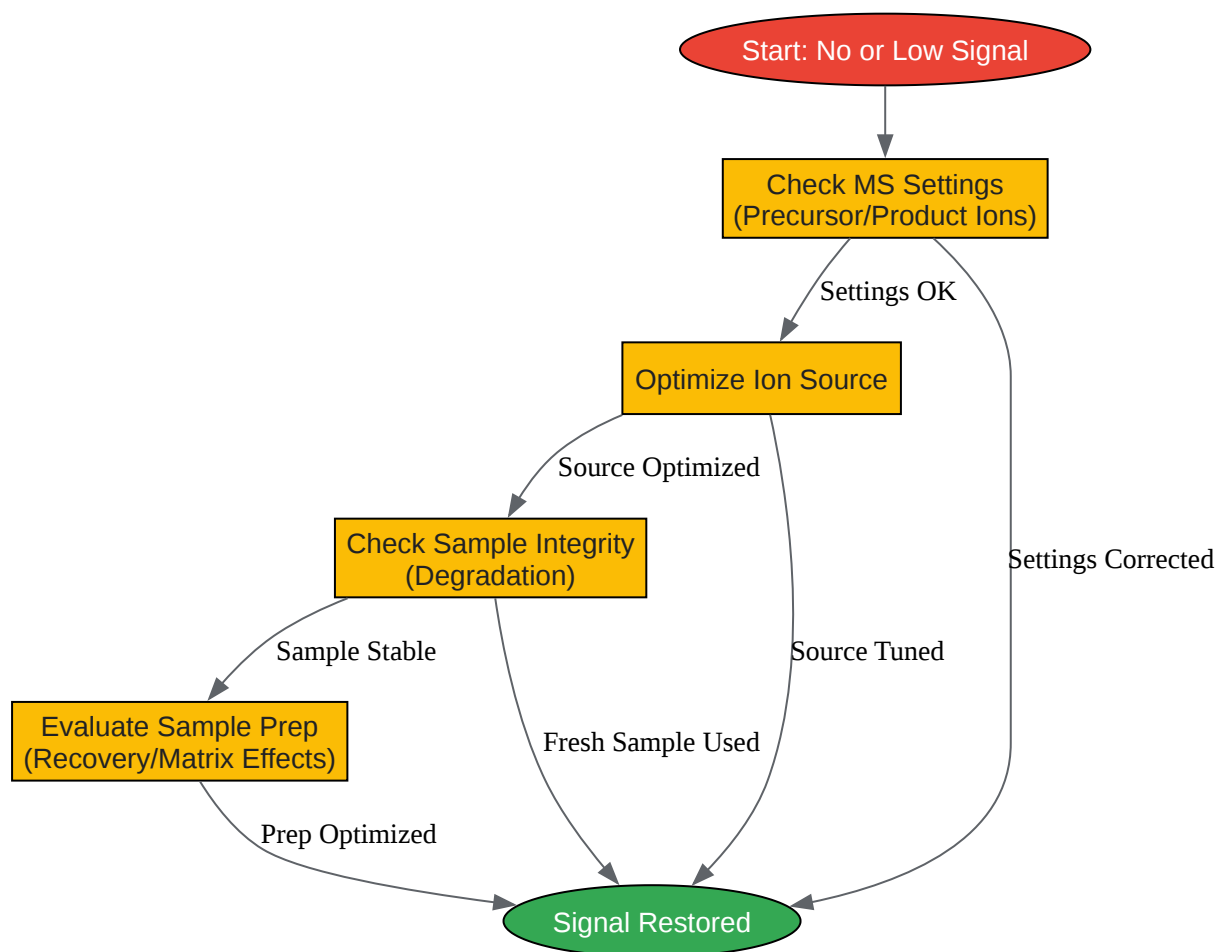 Start: No or Low Signal
Check MS Settings
(Precursor/Product Ions)
Settings OK
Optimize Ion Source
Source Optimized
Check Sample Integrity
(Degradation)
Settings Corrected
Sample Stable
Source Tuned
Evaluate Sample Prep
(Recovery/Matrix Effects)
Fresh Sample Used
Prep Optimized
Signal Restored